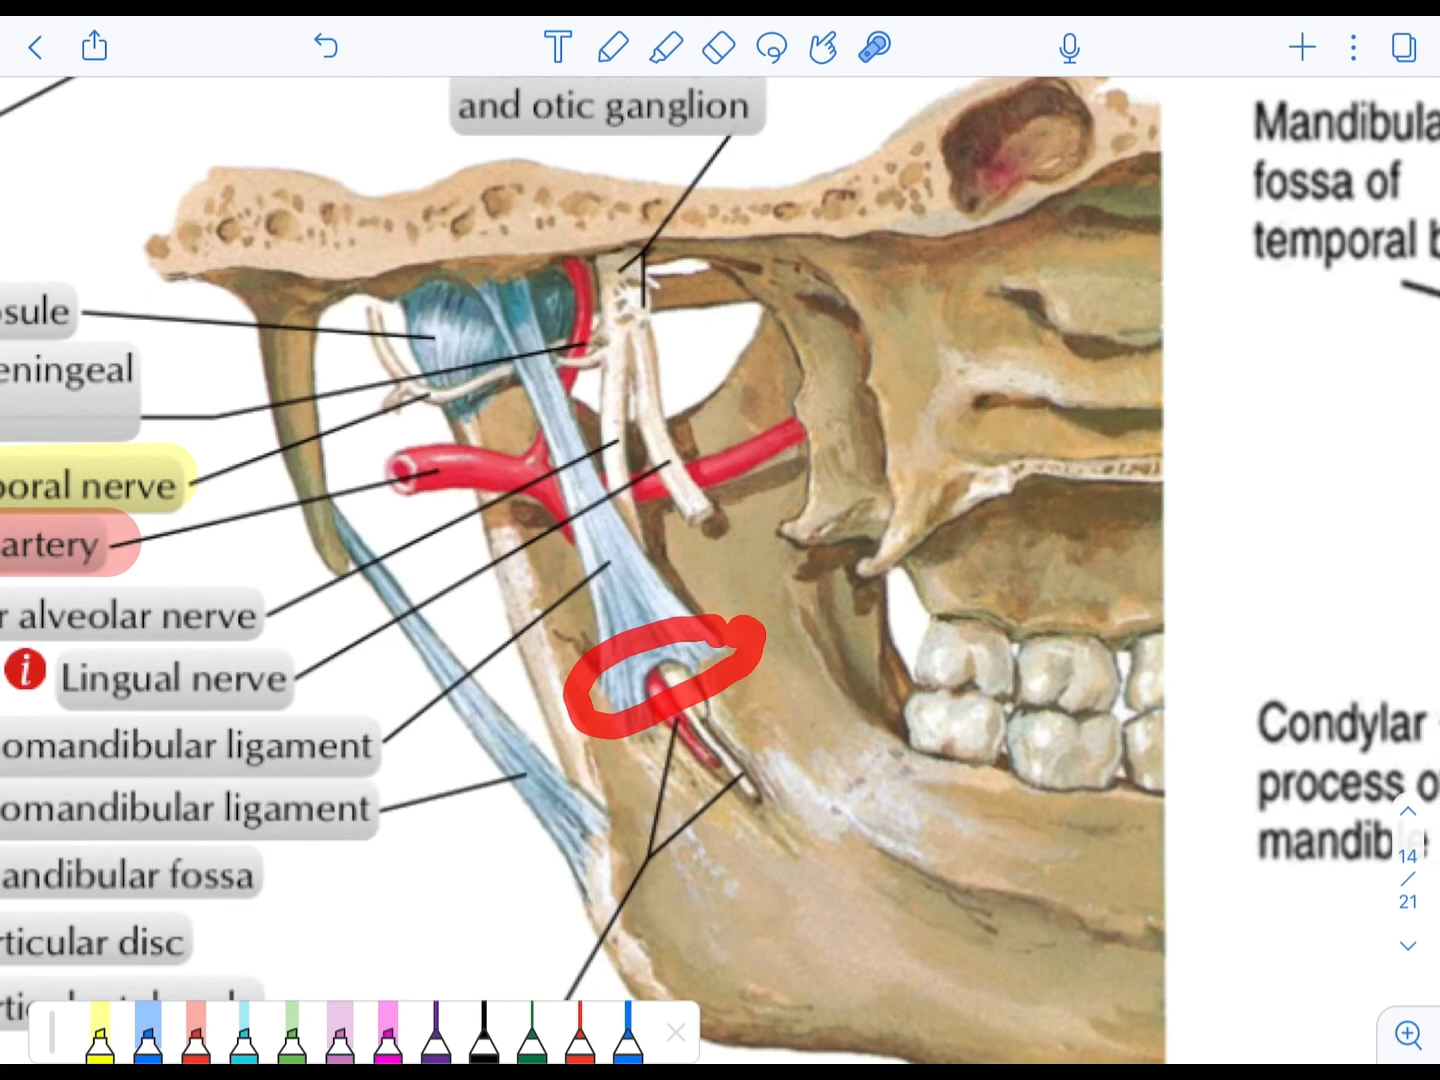 and otic ganglion
Mandibula
fossa of
temporal b
sule
eningeal
oral nerve
artery
r alveolar nerve
i Lingual nerve
omandibular ligament
omandibular ligament
andibular fossa
rticular disc
Condylar
process o
mandib
14
/
21